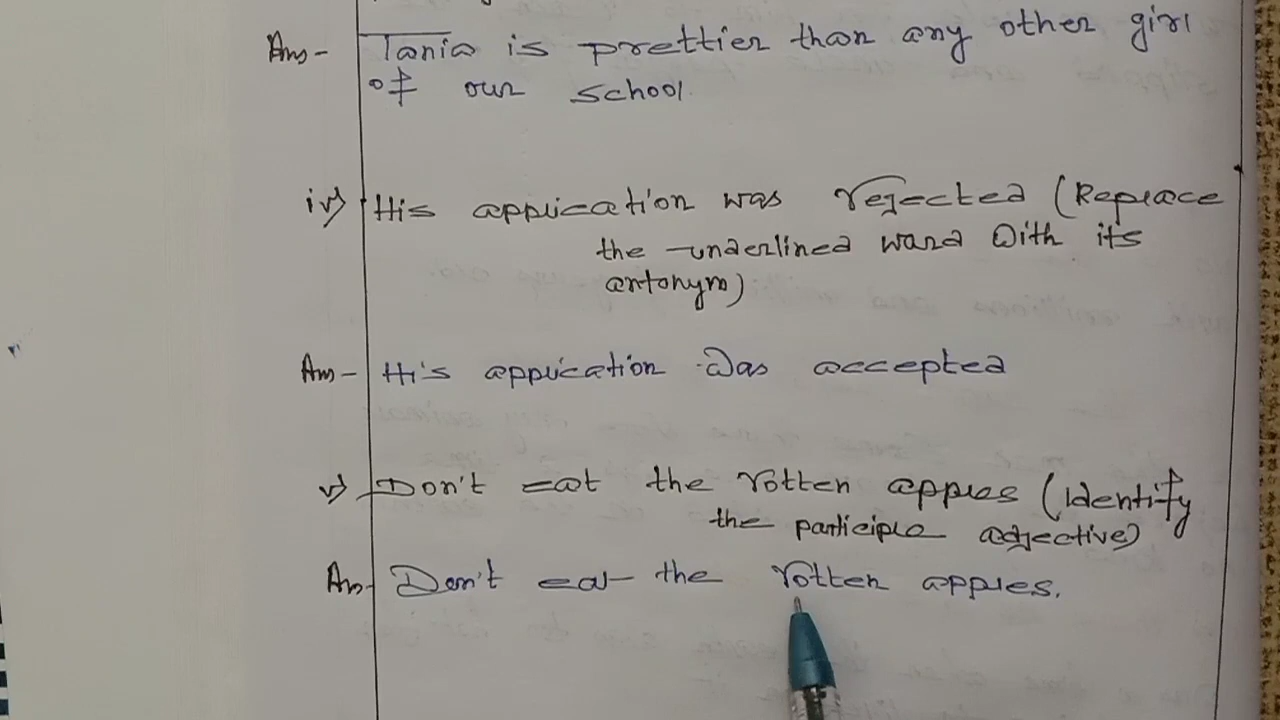 Ans- Tania is prettier than any other girl
of our school.
iv) His application was rejected (Replace
the underlined word with its
antonym)
Ans- His application was accepted
v) Don't eat the rotten apples (identify
the participle adjective)
Ans- Don't eat the rotten apples.